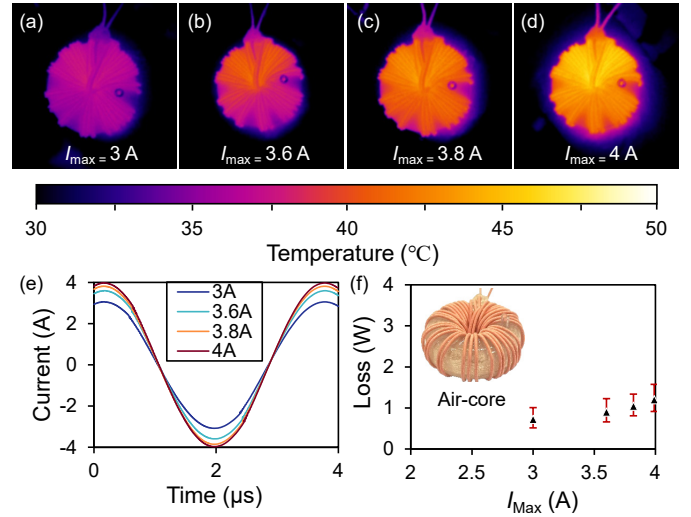 (a)
(b)
(c)
(d)
Imax = 3 A
Imax = 3.6 A
Imax = 3.8 A
Imax = 4 A
30
35
40
45
50
Temperature (℃)
(e)
4
2
0
-2
-4
Current (A)
3A
3.6A
3.8A
4A
0
2
4
Time (µs)
(f)
4
3
2
1
0
Loss (W)
Air-core
2
2.5
3
3.5
4
IMax (A)